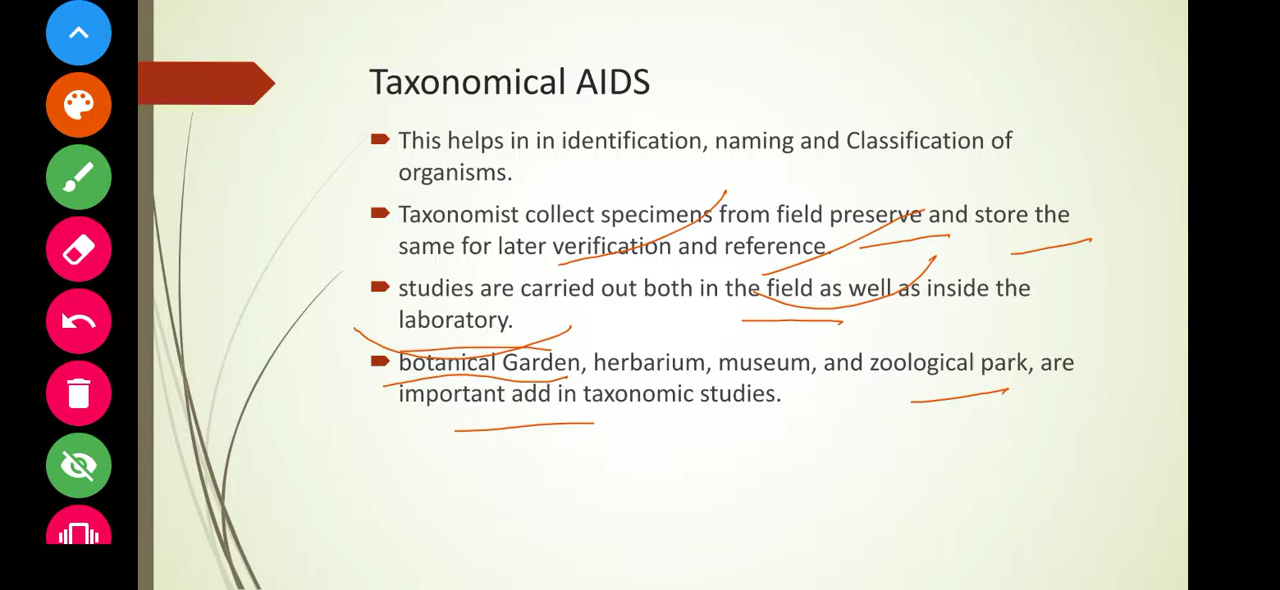 Taxonomical AIDS
This helps in in identification, naming and Classification of
organisms.
Taxonomist collect specimens from field preserve and store the
same for later verification and reference.
studies are carried out both in the field as well as inside the
laboratory.
botanical Garden, herbarium, museum, and zoological park, are
important add in taxonomic studies.